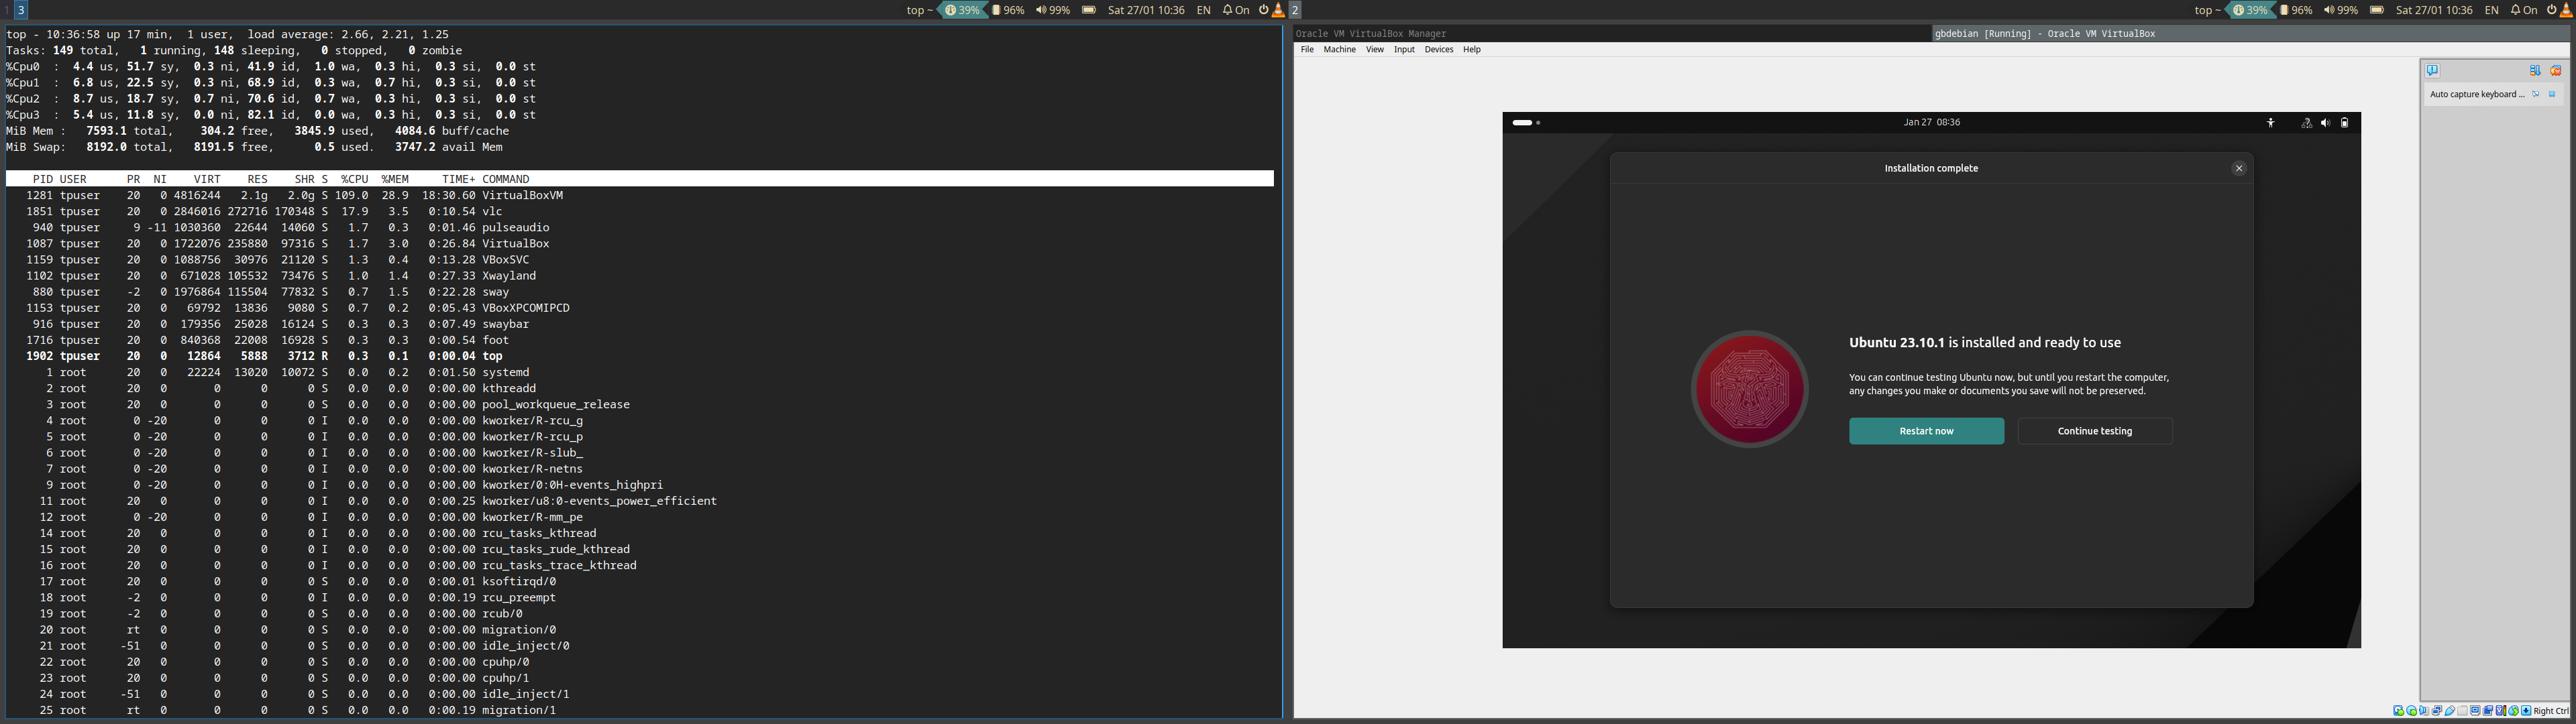 1 3 top ~ 39% 96% 99% Sat 27/01 10:36 EN On
2 top ~ 39% 96% 99% Sat 27/01 10:36 EN On
top - 10:36:58 up 17 min,  1 user,  load average: 2.66, 2.21, 1.25
Tasks: 149 total,   1 running, 148 sleeping,   0 stopped,   0 zombie
%Cpu0  :  4.4 us, 51.7 sy,  0.3 ni, 41.9 id,  1.0 wa,  0.3 hi,  0.3 si,  0.0 st
%Cpu1  :  6.8 us, 22.5 sy,  0.3 ni, 68.9 id,  0.3 wa,  0.7 hi,  0.3 si,  0.0 st
%Cpu2  :  8.7 us, 18.7 sy,  0.7 ni, 70.6 id,  0.7 wa,  0.3 hi,  0.3 si,  0.0 st
%Cpu3  :  5.4 us, 11.8 sy,  0.0 ni, 82.1 id,  0.0 wa,  0.3 hi,  0.3 si,  0.0 st
MiB Mem :   7593.1 total,    304.2 free,   3845.9 used,   4084.6 buff/cache
MiB Swap:   8192.0 total,   8191.5 free,      0.5 used.   3747.2 avail Mem
PID USER      PR  NI    VIRT    RES    SHR S  %CPU  %MEM     TIME+ COMMAND
1281 tpuser    20   0 4816244   2.1g   2.0g S 109.0  28.9  18:30.60 VirtualBoxVM
1851 tpuser    20   0 2846016 272716 170348 S  17.9   3.5   0:10.54 vlc
940 tpuser     9 -11 1030360  22644  14060 S   1.7   0.3   0:01.46 pulseaudio
1087 tpuser    20   0 1722076 235880  97316 S   1.7   3.0   0:26.84 VirtualBox
1159 tpuser    20   0 1088756  30976  21120 S   1.3   0.4   0:13.28 VBoxSVC
1102 tpuser    20   0  671028 105532  73476 S   1.0   1.4   0:27.33 Xwayland
880 tpuser    -2   0 1976864 115504  77832 S   0.7   1.5   0:22.28 sway
1153 tpuser    20   0   69792  13836   9080 S   0.7   0.2   0:05.43 VBoxXPCOMIPCD
916 tpuser    20   0  179356  25028  16124 S   0.3   0.3   0:07.49 swaybar
1716 tpuser    20   0  840368  22008  16928 S   0.3   0.3   0:00.54 foot
1902 tpuser    20   0   12864   5888   3712 R   0.3   0.1   0:00.04 top
1 root      20   0   22224  13020  10072 S   0.0   0.2   0:01.50 systemd
2 root      20   0       0      0      0 S   0.0   0.0   0:00.00 kthreadd
3 root      20   0       0      0      0 S   0.0   0.0   0:00.00 pool_workqueue_release
4 root       0 -20       0      0      0 I   0.0   0.0   0:00.00 kworker/R-rcu_g
5 root       0 -20       0      0      0 I   0.0   0.0   0:00.00 kworker/R-rcu_p
6 root       0 -20       0      0      0 I   0.0   0.0   0:00.00 kworker/R-slub_
7 root       0 -20       0      0      0 I   0.0   0.0   0:00.00 kworker/R-netns
9 root       0 -20       0      0      0 I   0.0   0.0   0:00.00 kworker/0:0H-events_highpri
11 root      20   0       0      0      0 I   0.0   0.0   0:00.25 kworker/u8:0-events_power_efficient
12 root       0 -20       0      0      0 I   0.0   0.0   0:00.00 kworker/R-mm_pe
14 root      20   0       0      0      0 I   0.0   0.0   0:00.00 rcu_tasks_kthread
15 root      20   0       0      0      0 I   0.0   0.0   0:00.00 rcu_tasks_rude_kthread
16 root      20   0       0      0      0 I   0.0   0.0   0:00.00 rcu_tasks_trace_kthread
17 root      20   0       0      0      0 S   0.0   0.0   0:00.01 ksoftirqd/0
18 root      -2   0       0      0      0 I   0.0   0.0   0:00.19 rcu_preempt
19 root      -2   0       0      0      0 S   0.0   0.0   0:00.00 rcub/0
20 root      rt   0       0      0      0 S   0.0   0.0   0:00.00 migration/0
21 root     -51   0       0      0      0 S   0.0   0.0   0:00.00 idle_inject/0
22 root      20   0       0      0      0 S   0.0   0.0   0:00.00 cpuhp/0
23 root      20   0       0      0      0 S   0.0   0.0   0:00.00 cpuhp/1
24 root     -51   0       0      0      0 S   0.0   0.0   0:00.00 idle_inject/1
25 root      rt   0       0      0      0 S   0.0   0.0   0:00.19 migration/1
Oracle VM VirtualBox Manager
gbdebian [Running] - Oracle VM VirtualBox
File Machine View Input Devices Help
Auto capture keyboard ...
Jan 27 08:36
Installation complete
Ubuntu 23.10.1 is installed and ready to use
You can continue testing Ubuntu now, but until you restart the computer,
any changes you make or documents you save will not be preserved.
Restart now
Continue testing
Right Ctrl